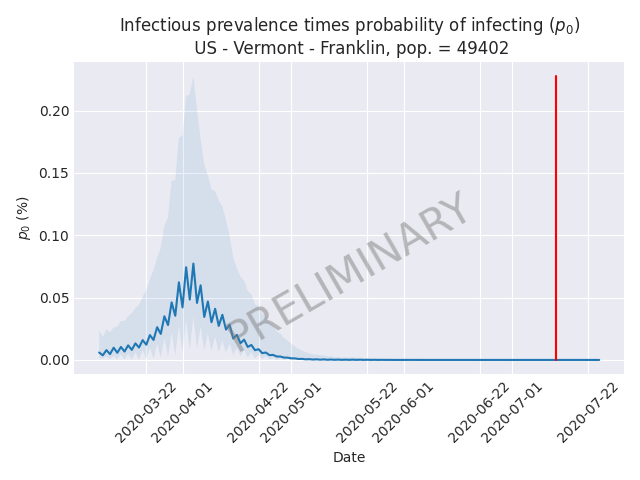 Infectious prevalence times probability of infecting (p₀)
US - Vermont - Franklin, pop. = 49402
0.20
0.15
0.10
0.05
0.00
p₀ (%)
PRELIMINARY
2020-03-22
2020-04-01
2020-04-22
2020-05-01
2020-05-22
2020-06-01
2020-06-22
2020-07-01
2020-07-22
Date